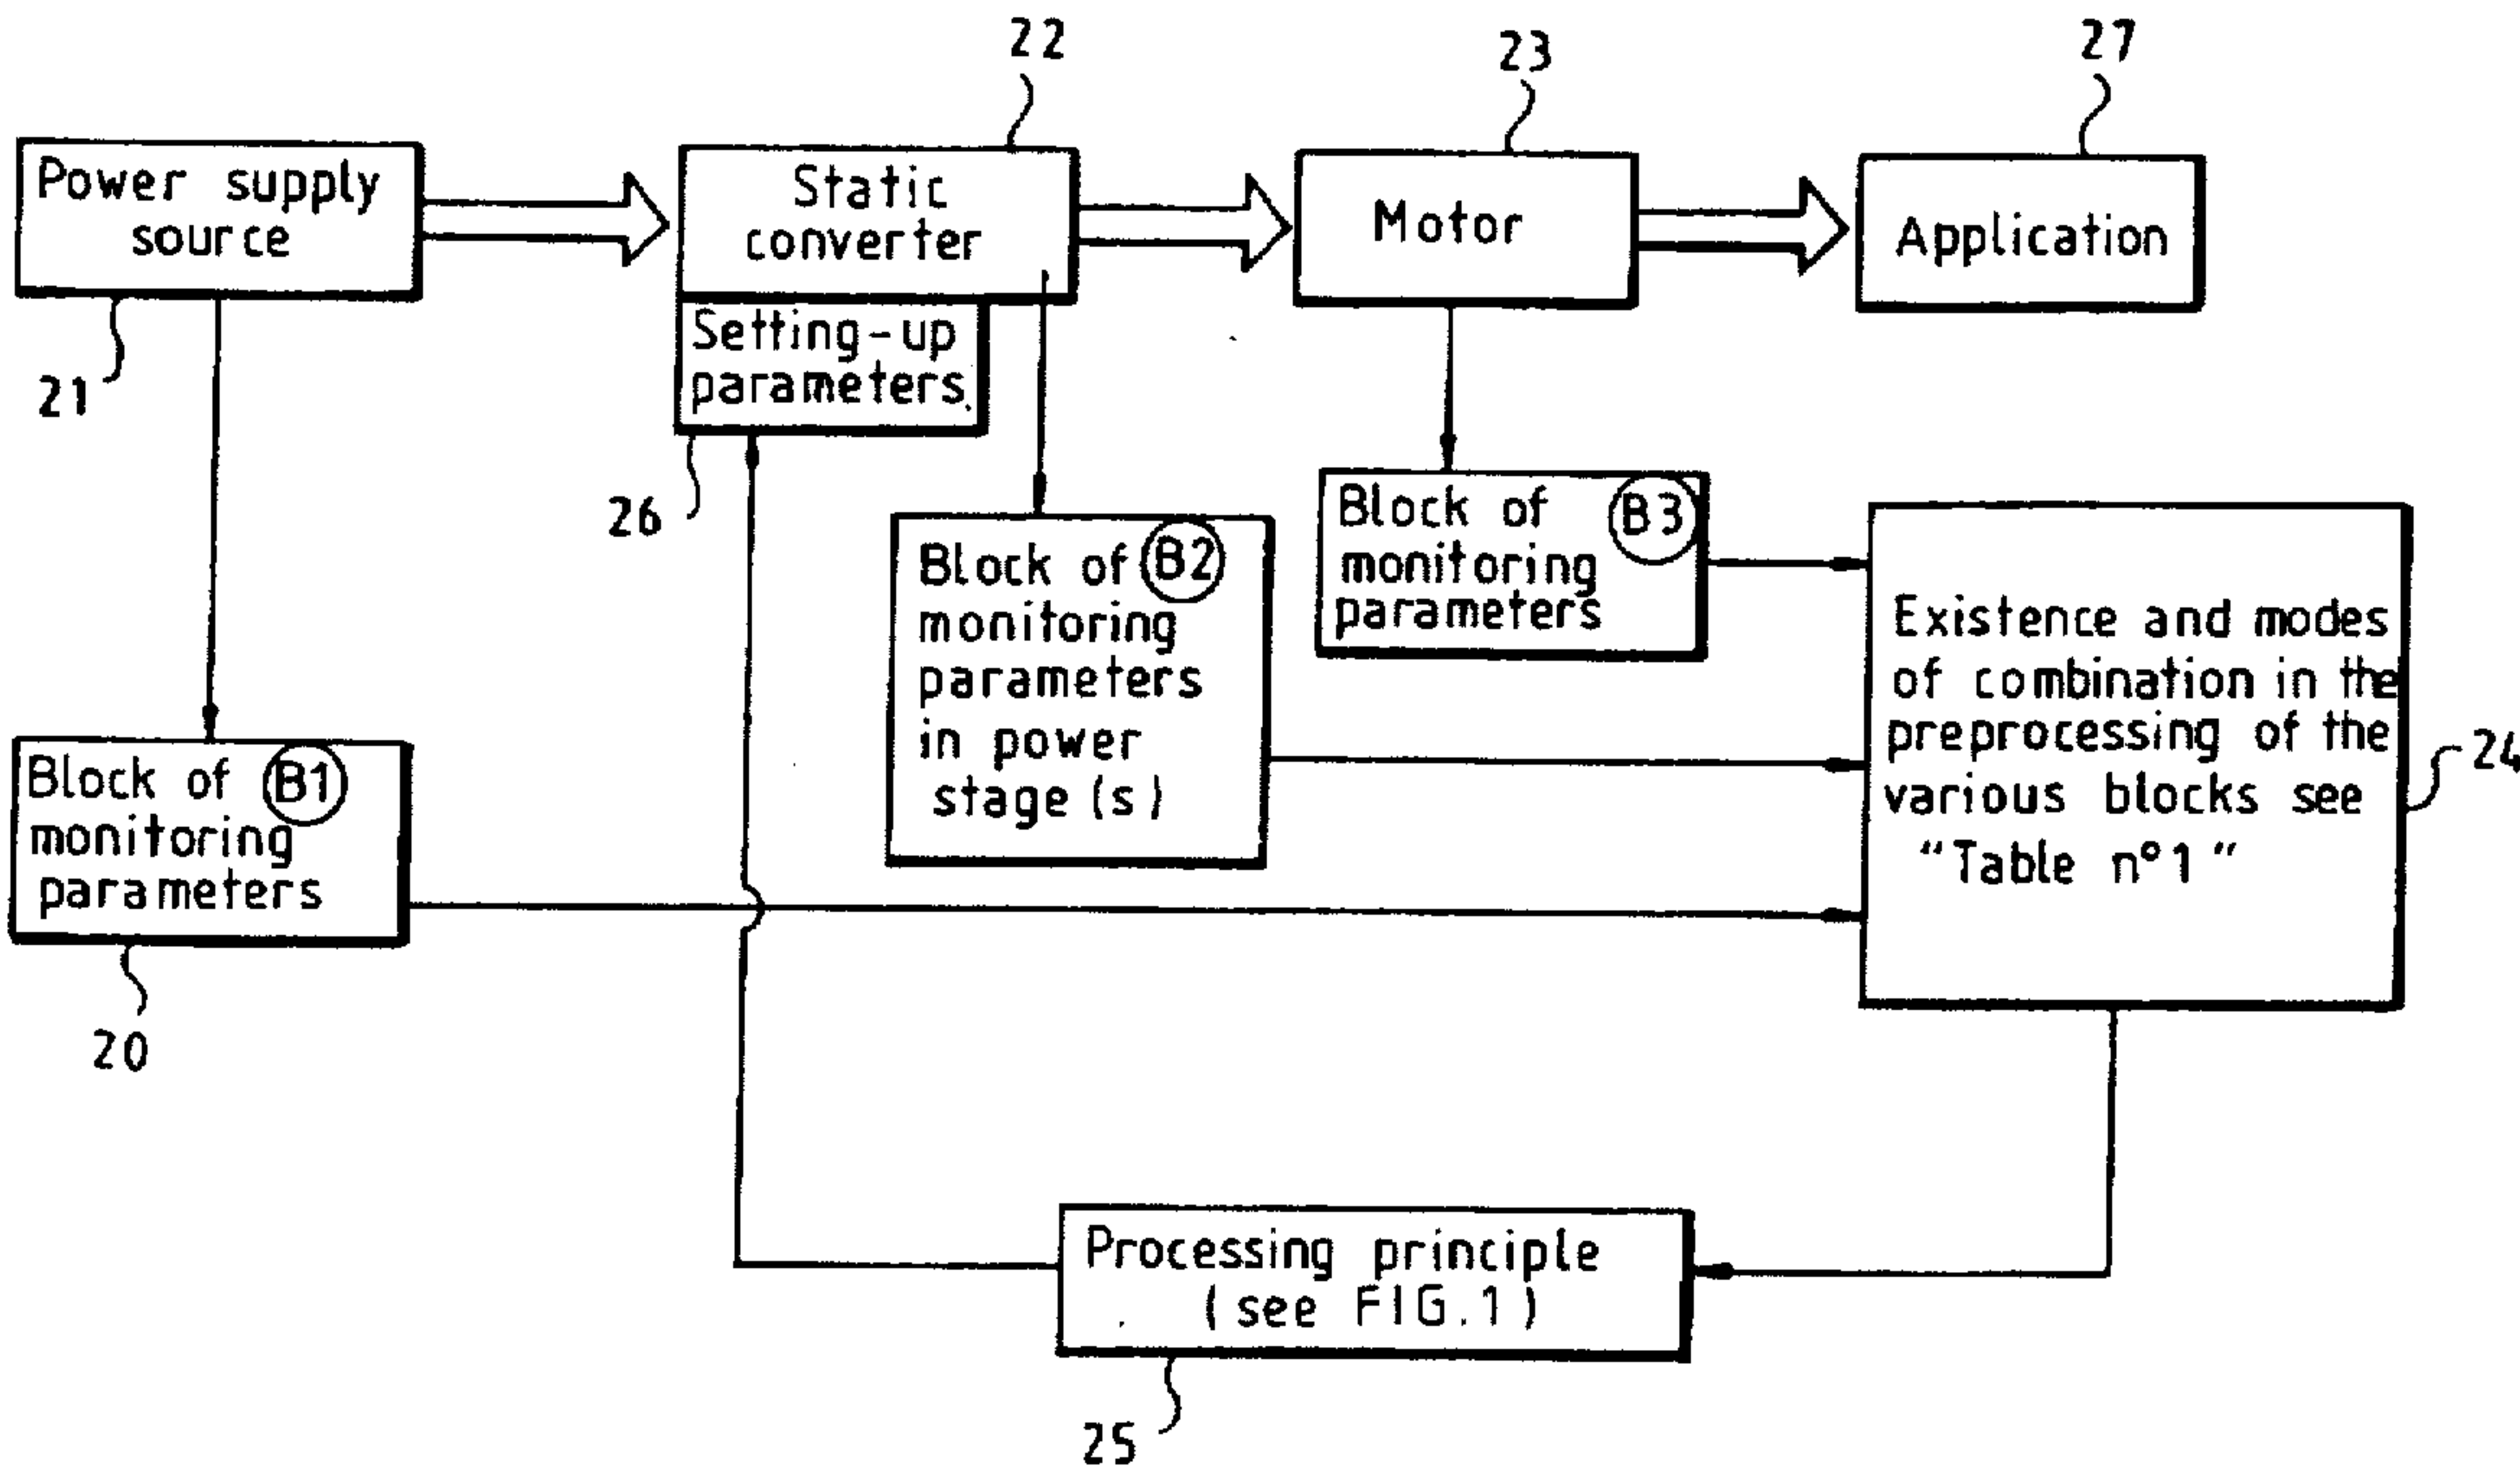 22
23
27
Power supply
source
Static
converter
Motor
Application
21
Setting-up
parameters
26
Block of B1
monitoring
parameters
20
Block of B2
monitoring
parameters
in power
stage (s)
Block of B3
monitoring
parameters
Existence and modes
of combination in the
preprocessing of the
various blocks see
"Table n°1"
24
Processing principle
(see FIG.1)
25